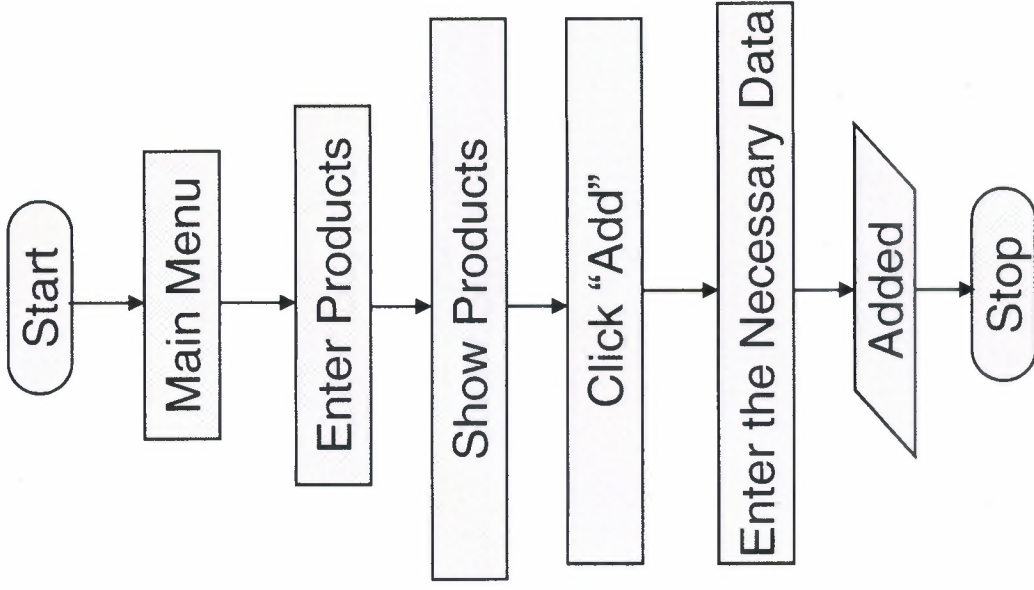 Start
Main Menu
Enter Products
Show Products
Click “Add”
Enter the Necessary Data
Added
Stop